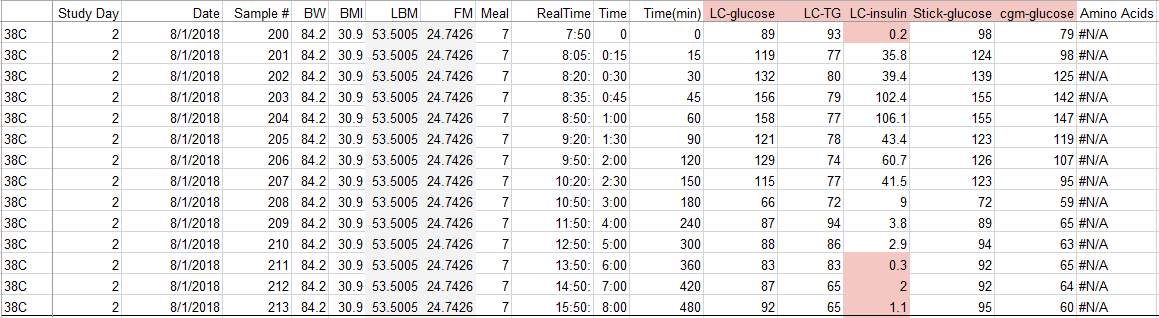 Study Day Date Sample # BW BMI LBM FM Meal RealTime Time Time(min) LC-glucose LC-TG LC-insulin Stick-glucose cgm-glucose Amino Acids
38C 2 8/1/2018 200 84.2 30.9 53.5005 24.7426 7 7:50 0 0 89 93 0.2 98 79 #N/A
38C 2 8/1/2018 201 84.2 30.9 53.5005 24.7426 7 8:05: 0:15 15 119 77 35.8 124 98 #N/A
38C 2 8/1/2018 202 84.2 30.9 53.5005 24.7426 7 8:20: 0:30 30 132 80 39.4 139 125 #N/A
38C 2 8/1/2018 203 84.2 30.9 53.5005 24.7426 7 8:35: 0:45 45 156 79 102.4 155 142 #N/A
38C 2 8/1/2018 204 84.2 30.9 53.5005 24.7426 7 8:50: 1:00 60 158 77 106.1 155 147 #N/A
38C 2 8/1/2018 205 84.2 30.9 53.5005 24.7426 7 9:20: 1:30 90 121 78 43.4 123 119 #N/A
38C 2 8/1/2018 206 84.2 30.9 53.5005 24.7426 7 9:50: 2:00 120 129 74 60.7 126 107 #N/A
38C 2 8/1/2018 207 84.2 30.9 53.5005 24.7426 7 10:20: 2:30 150 115 77 41.5 123 95 #N/A
38C 2 8/1/2018 208 84.2 30.9 53.5005 24.7426 7 10:50: 3:00 180 66 72 9 72 59 #N/A
38C 2 8/1/2018 209 84.2 30.9 53.5005 24.7426 7 11:50: 4:00 240 87 94 3.8 89 65 #N/A
38C 2 8/1/2018 210 84.2 30.9 53.5005 24.7426 7 12:50: 5:00 300 88 86 2.9 94 63 #N/A
38C 2 8/1/2018 211 84.2 30.9 53.5005 24.7426 7 13:50: 6:00 360 83 83 0.3 92 65 #N/A
38C 2 8/1/2018 212 84.2 30.9 53.5005 24.7426 7 14:50: 7:00 420 87 65 2 92 64 #N/A
38C 2 8/1/2018 213 84.2 30.9 53.5005 24.7426 7 15:50: 8:00 480 92 65 1.1 95 60 #N/A